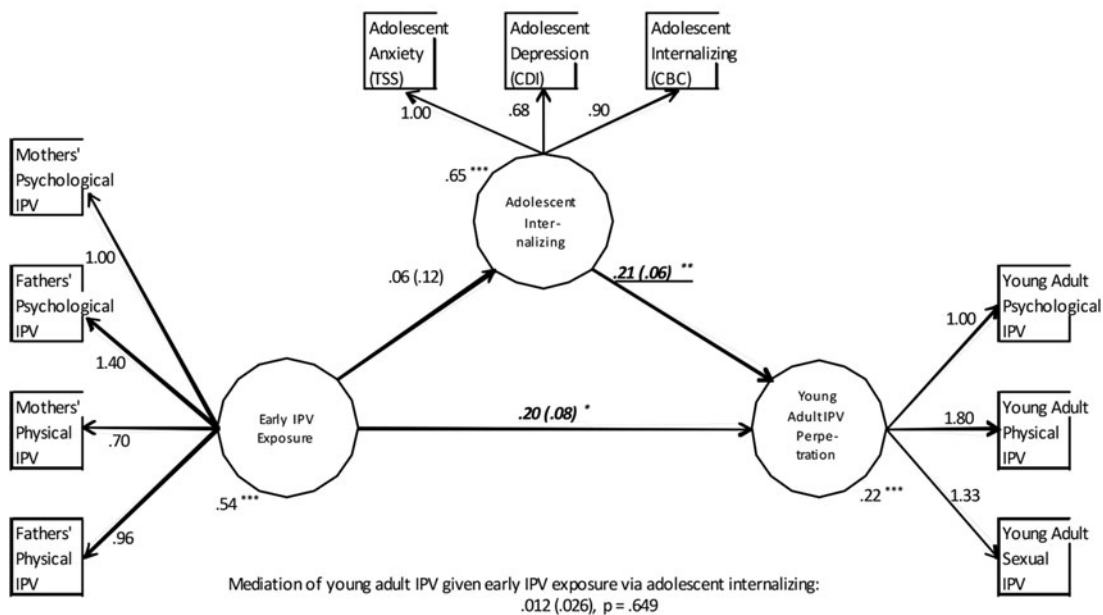 Adolescent
Anxiety
(TSS)
Adolescent
Depression
(CDI)
Adolescent
Internalizing
(CBC)
1.00
.68
.90
Mothers'
Psychological
IPV
.65 ***
Adolescent
Inter-
nalizing
1.00
Fathers'
Psychological
IPV
.06 (.12)
.21 (.06) **
Young Adult
Psychological
IPV
1.00
1.40
Mothers'
Physical
IPV
.70
Early IPV
Exposure
.20 (.08) *
Young
Adult IPV
Perpe-
tration
1.80
Young Adult
Physical
IPV
.54 ***
.22 ***
1.33
.96
Fathers'
Physical
IPV
Young Adult
Sexual
IPV
Mediation of young adult IPV given early IPV exposure via adolescent internalizing:
.012 (.026), p = .649